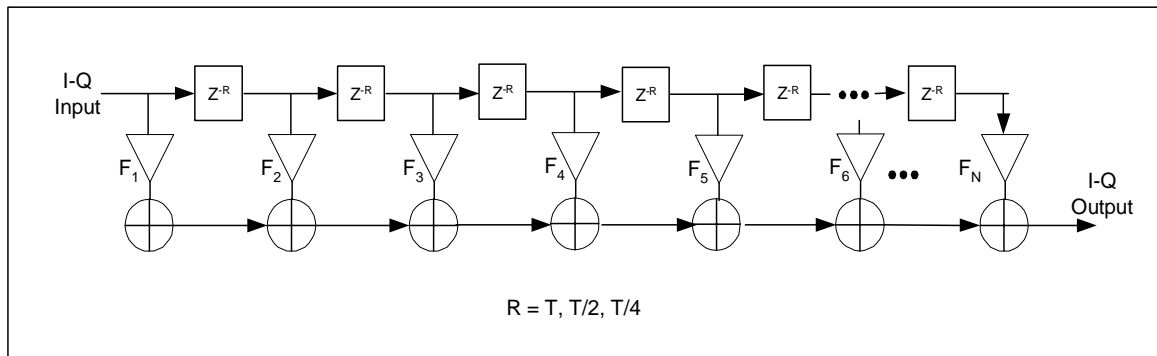 I-Q
Input
Z-R
Z-R
Z-R
Z-R
Z-R
•••
Z-R
F1
F2
F3
F4
F5
F6
•••
FN
I-Q
Output
R = T, T/2, T/4